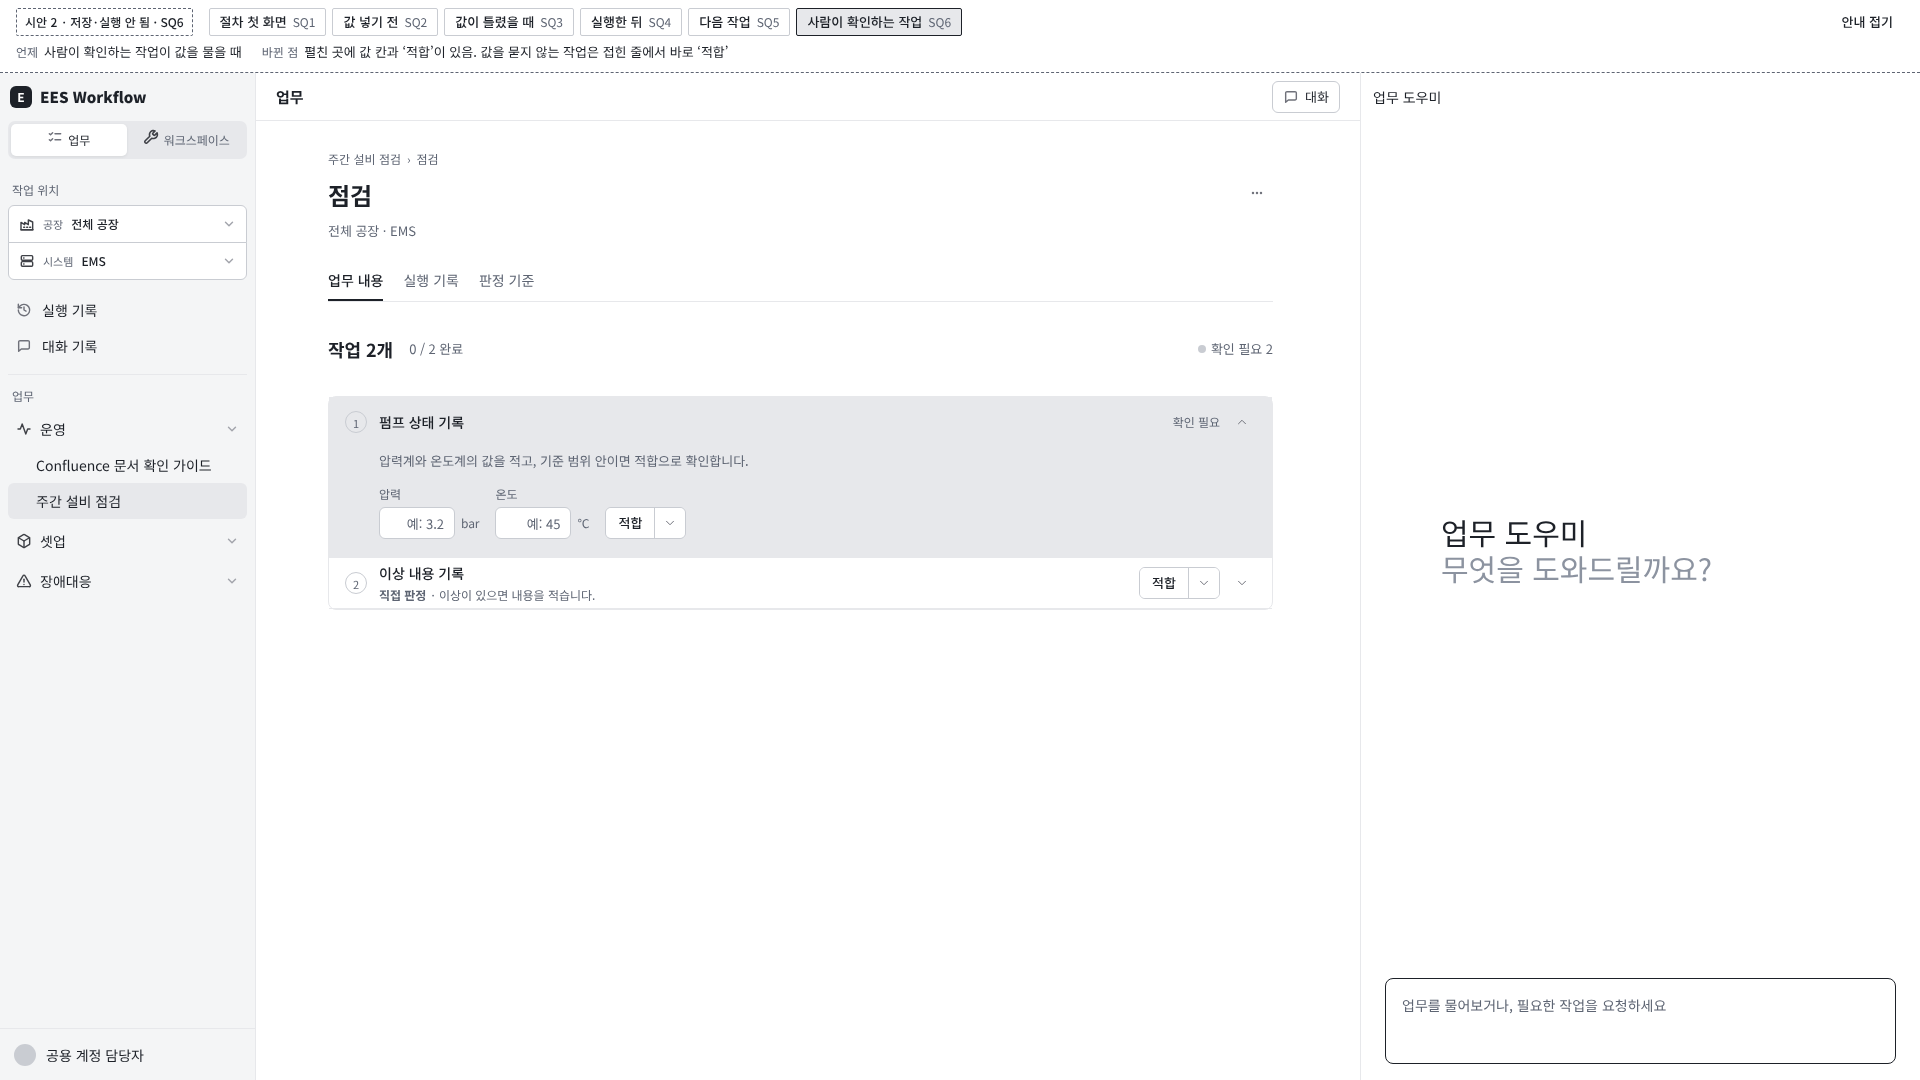 시안 2 · 저장·실행 안 됨 · SQ6
절차 첫 화면 SQ1
값 넣기 전 SQ2
값이 틀렸을 때 SQ3
실행한 뒤 SQ4
다음 작업 SQ5
사람이 확인하는 작업 SQ6
안내 접기
언제 사람이 확인하는 작업이 값을 물을 때 바뀐 점 펼친 곳에 값 칸과 ‘적합’이 있음. 값을 묻지 않는 작업은 접힌 줄에서 바로 ‘적합’
E EES Workflow
업무
워크스페이스
작업 위치
공장 전체 공장
시스템 EMS
실행 기록
대화 기록
업무
운영
Confluence 문서 확인 가이드
주간 설비 점검
셋업
장애대응
공용 계정 담당자
업무
대화
주간 설비 점검 › 점검
점검
...
전체 공장 · EMS
업무 내용
실행 기록
판정 기준
작업 2개 0 / 2 완료
확인 필요 2
1 펌프 상태 기록
확인 필요
압력계와 온도계의 값을 적고, 기준 범위 안이면 적합으로 확인합니다.
압력 온도
예: 3.2 bar 예: 45 °C 적합
2 이상 내용 기록
직접 판정 · 이상이 있으면 내용을 적습니다.
적합
업무 도우미
업무 도우미
무엇을 도와드릴까요?
업무를 물어보거나, 필요한 작업을 요청하세요